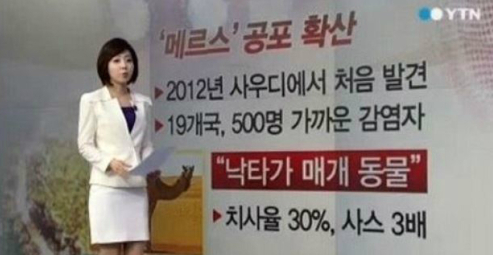 YTN
'메르스' 공포 확산
▶2012년 사우디에서 처음 발견
▶19개국, 500명 가까운 감염자
"낙타가 매개 동물"
▶치사율 30%, 사스 3배